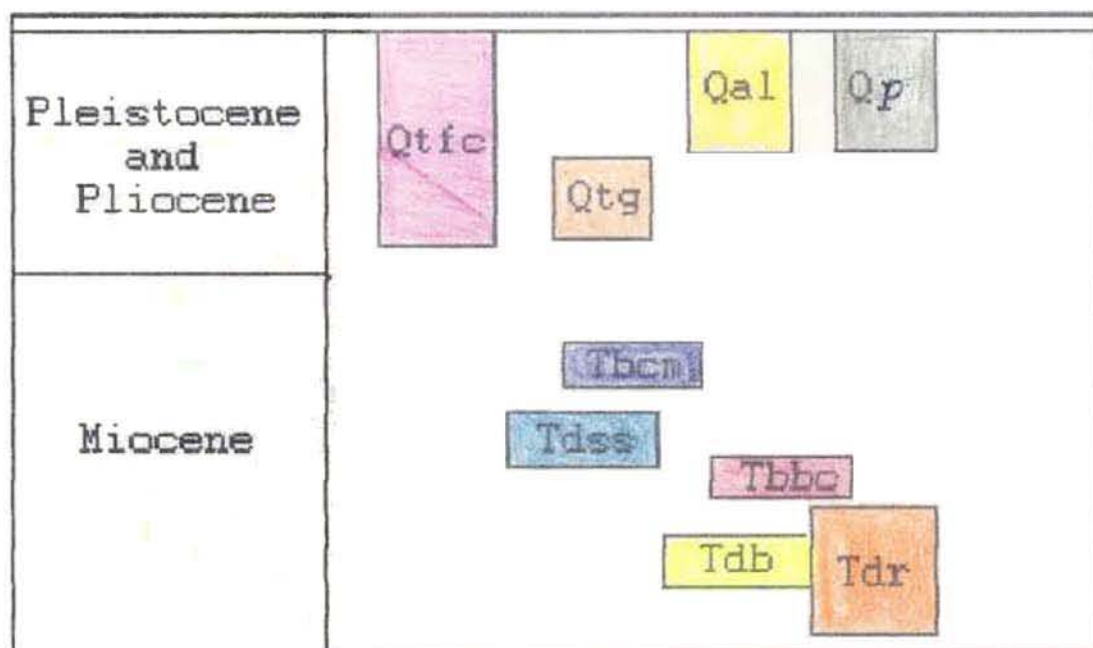 Pleistocene
and
Pliocene
Qtfc
Qal
Qp
Qtg
Miocene
Tbcm
Tdss
Tbbc
Tdb
Tdr